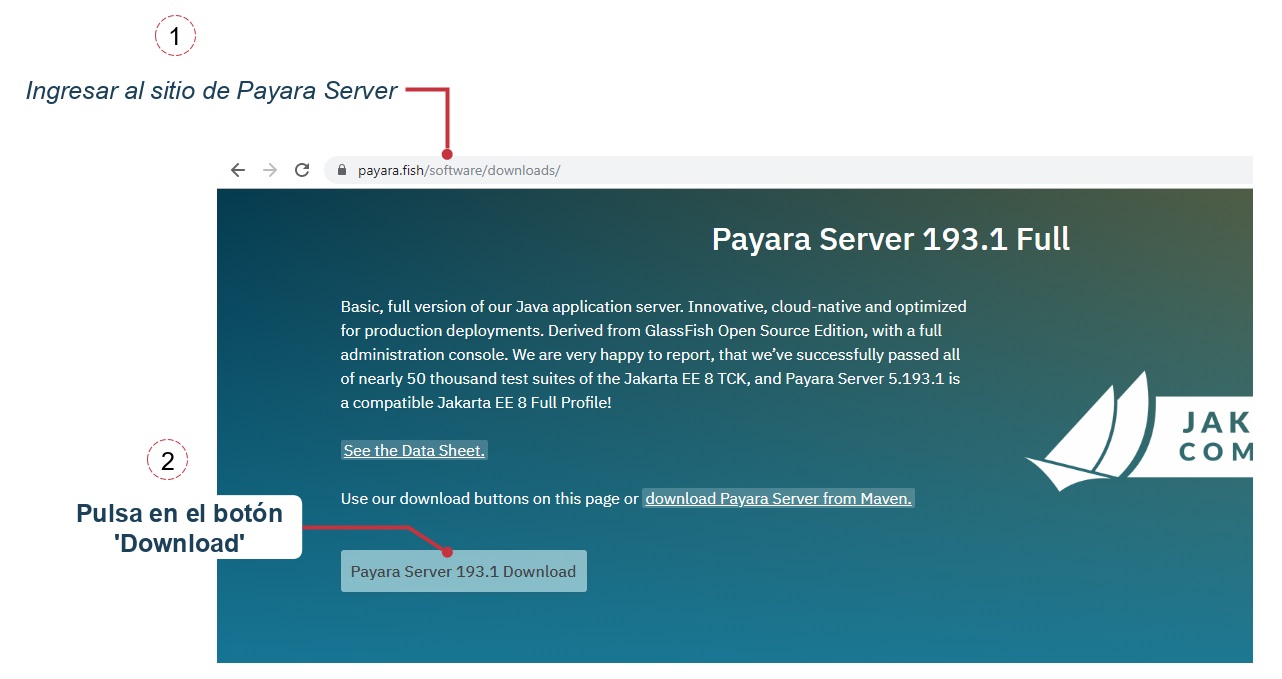 1
Ingresar al sitio de Payara Server
payara.fish/software/downloads/
Payara Server 193.1 Full
Basic, full version of our Java application server. Innovative, cloud-native and optimized
for production deployments. Derived from GlassFish Open Source Edition, with a full
administration console. We are very happy to report, that we’ve successfully passed all
of nearly 50 thousand test suites of the Jakarta EE 8 TCK, and Payara Server 5.193.1 is
a compatible Jakarta EE 8 Full Profile!
JAK
COM
See the Data Sheet.
2
Use our download buttons on this page or download Payara Server from Maven.
Pulsa en el botón
'Download'
Payara Server 193.1 Download